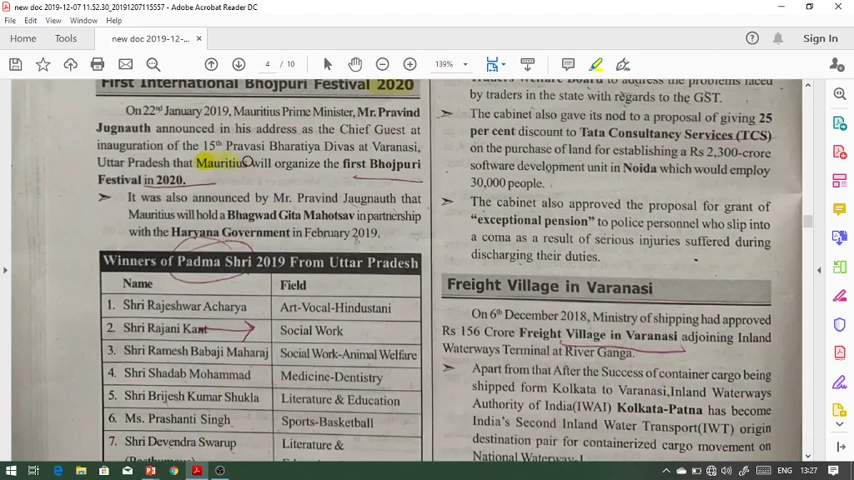 new doc 2019-12-07 11.52.30_20191207115557 - Adobe Acrobat Reader DC
File Edit View Window Help
Home Tools new doc 2019-12-... × Sign In
4 / 10 139%
First International Bhojpuri Festival 2020
On 22nd January 2019, Mauritius Prime Minister, Mr. Pravind
Jugnauth announced in his address as the Chief Guest at
inauguration of the 15th Pravasi Bharatiya Divas at Varanasi,
Uttar Pradesh that Mauritius will organize the first Bhojpuri
Festival in 2020.
➢ It was also announced by Mr. Pravind Jaugnauth that
Mauritius will hold a Bhagwad Gita Mahotsav in partnership
with the Haryana Government in February 2019.
Winners of Padma Shri 2019 From Uttar Pradesh
Name Field
1. Shri Rajeshwar Acharya Art-Vocal-Hindustani
2. Shri Rajani Kant Social Work
3. Shri Ramesh Babaji Maharaj Social Work-Animal Welfare
4. Shri Shadab Mohammad Medicine-Dentistry
5. Shri Brijesh Kumar Shukla Literature & Education
6. Ms. Prashanti Singh Sports-Basketball
7. Shri Devendra Swarup Literature &
Traders Welfare Board to address the problems faced
by traders in the state with regards to the GST.
➢ The cabinet also gave its nod to a proposal of giving 25
per cent discount to Tata Consultancy Services (TCS)
on the purchase of land for establishing a Rs 2,300-crore
software development unit in Noida which would employ
30,000 people.
➢ The cabinet also approved the proposal for grant of
"exceptional pension" to police personnel who slip into
a coma as a result of serious injuries suffered during
discharging their duties.
Freight Village in Varanasi
On 6th December 2018, Ministry of shipping had approved
Rs 156 Crore Freight Village in Varanasi adjoining Inland
Waterways Terminal at River Ganga.
➢ Apart from that After the Success of container cargo being
shipped form Kolkata to Varanasi,Inland Waterways
Authority of India(IWAI) Kolkata-Patna has become
India's Second Inland Water Transport(IWT) origin
destination pair for containerized cargo movement on
National Waterway-1
ENG 13:27